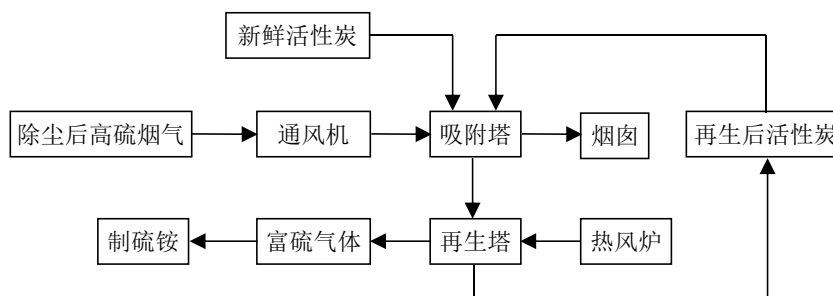 新鲜活性炭
除尘后高硫烟气
通风机
吸附塔
烟囱
再生后活性炭
制硫铵
富硫气体
再生塔
热风炉